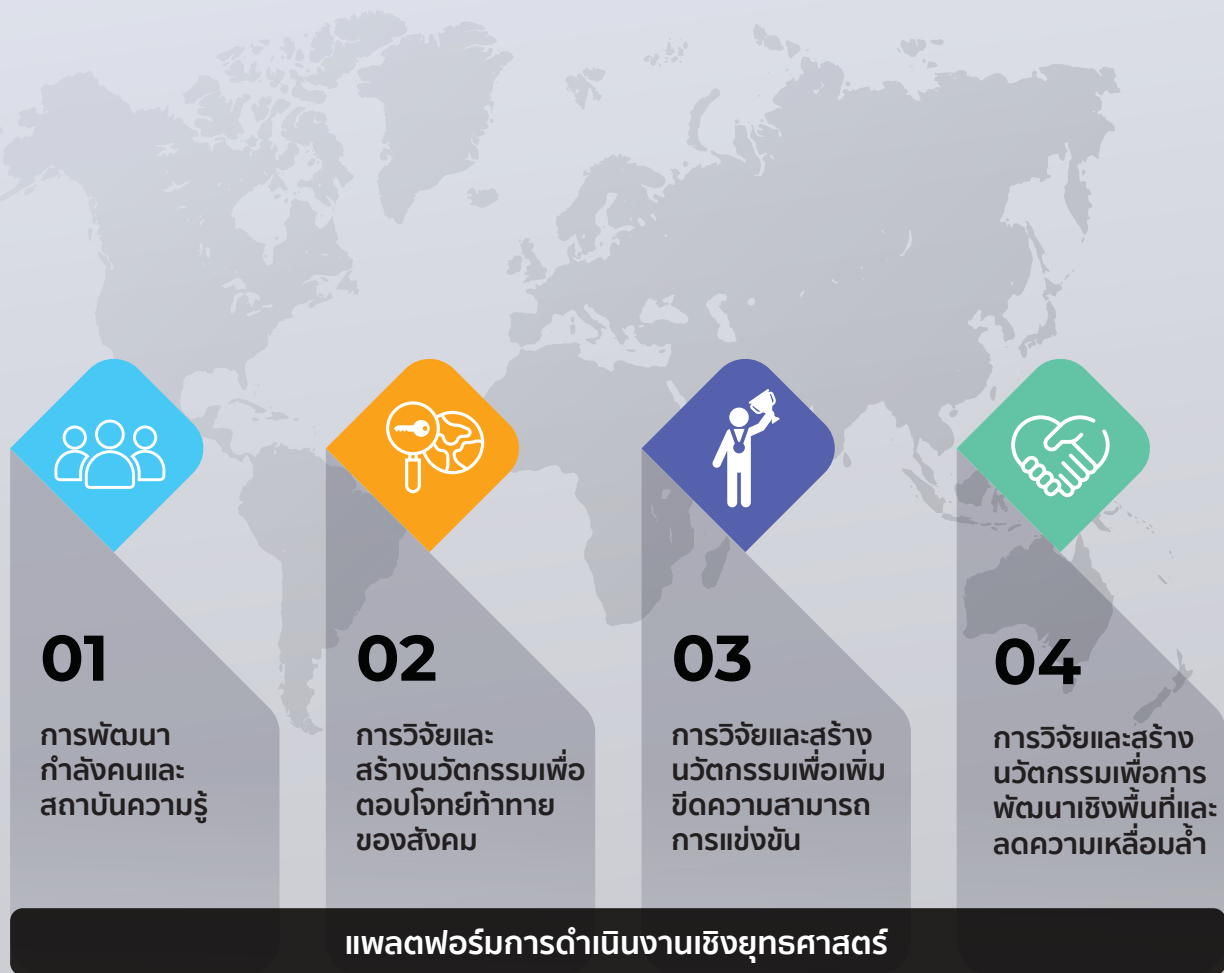 01
การพัฒนา
กำลังคนและ
สถาบันความรู้
02
การวิจัยและ
สร้างนวัตกรรมเพื่อ
ตอบโจทย์ท้าทาย
ของสังคม
03
การวิจัยและสร้าง
นวัตกรรมเพื่อเพิ่ม
ขีดความสามารถ
การแข่งขัน
04
การวิจัยและสร้าง
นวัตกรรมเพื่อการ
พัฒนาเชิงพื้นที่และ
ลดความเหลื่อมล้ำ
แพลตฟอร์มการดำเนินงานเชิงยุทธศาสตร์